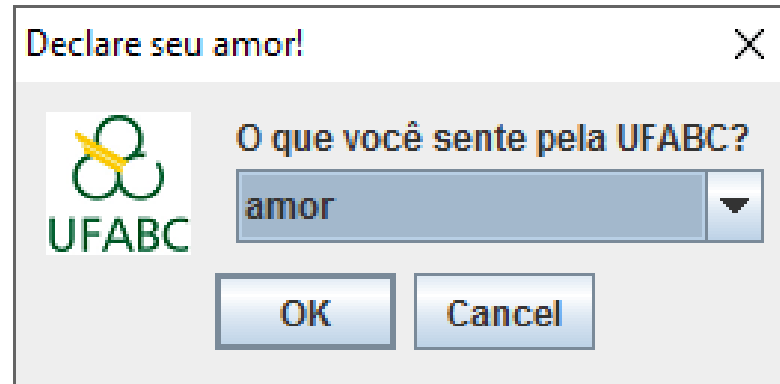 Declare seu amor!
O que você sente pela UFABC?
amor
UFABC
OK
Cancel